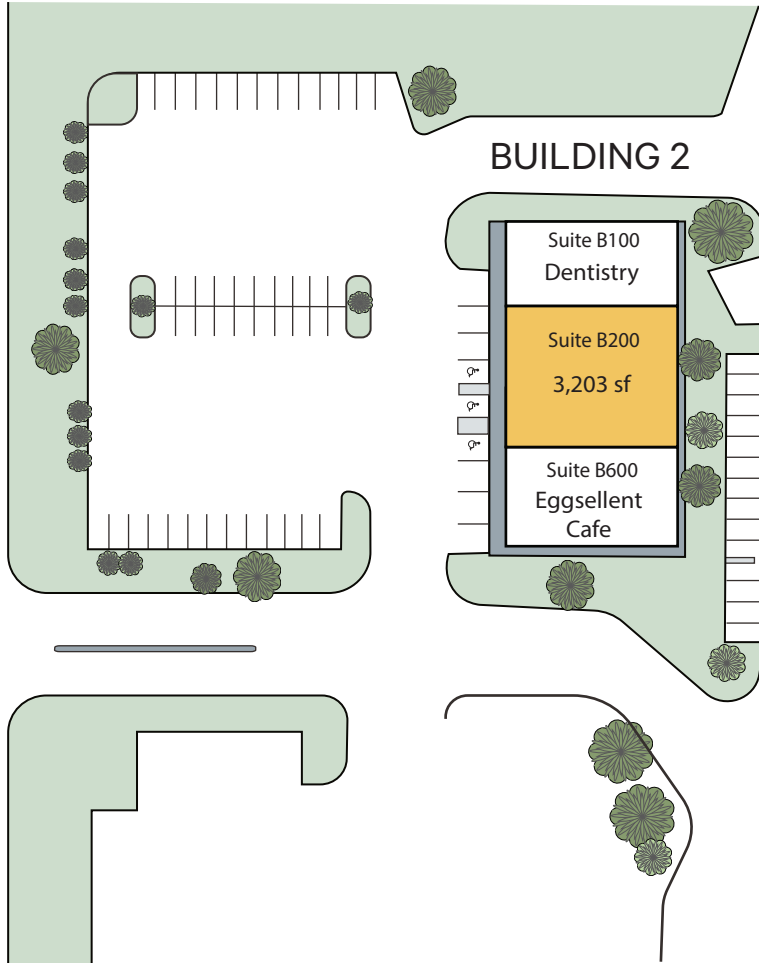 BUILDING 2
Suite B100
Dentistry
Suite B200
3,203 sf
Suite B600
Eggsellent
Cafe